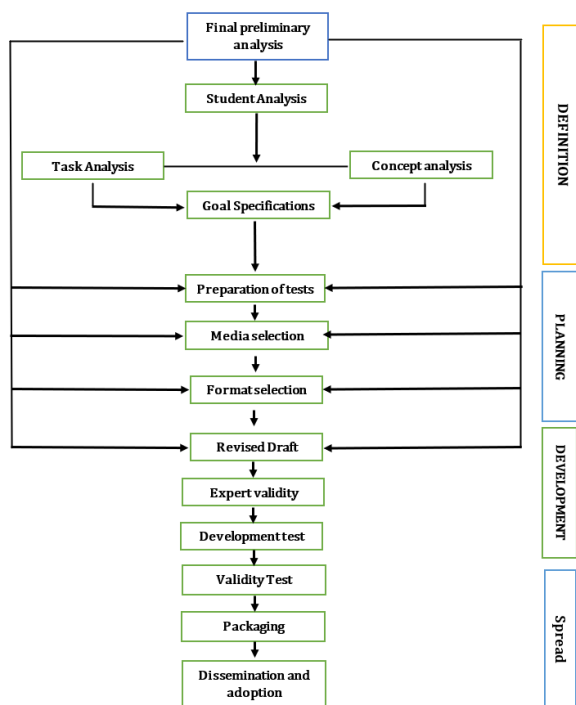 Final preliminary
analysis
Student Analysis
Task Analysis
Concept analysis
Goal Specifications
Preparation of tests
Media selection
Format selection
Revised Draft
Expert validity
Development test
Validity Test
Packaging
Dissemination and
adoption
DEFINITION
PLANNING
DEVELOPMENT
Spread